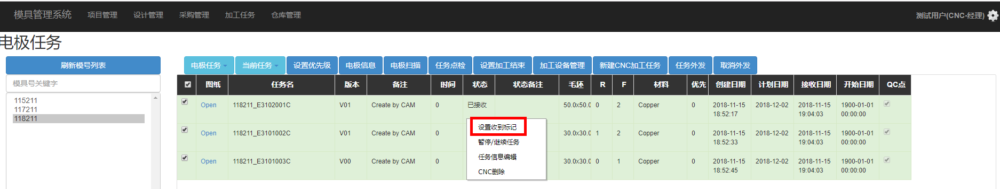 模具管理系统 项目管理 设计管理 采购管理 加工任务 仓库管理 测试用户(CNC-经理)
电极任务
刷新模号列表
模具号关键字
115211
117211
118211
电极任务 当前任务 设置优先级 电极信息 电极扫描 任务点检 设置加工结束 加工设备管理 新建CNC加工任务 任务外发 取消外发
图纸 任务名 版本 备注 时间 状态 状态备注 毛坯 R F 材料 优先 创建日期 计划日期 接收日期 开始日期 QC点
Open 118211_E3102001C V01 Create by CAM 0 已接收 50.0x50.0 0 2 Copper 0 2018-11-15 2018-12-02 2018-11-15 1900-01-01
18:52:17 19:04:03 00:00:00
Open 118211_E3101002C V01 Create by CAM 0 30.0x30.0 1 2 Copper 0 2018-11-15 2018-12-02 2018-11-15 1900-01-01
18:52:33 19:04:03 00:00:00
Open 118211_E3101003C V00 Create by CAM 0 30.0x30.0 0 1 Copper 0 2018-11-15 2018-12-02 2018-11-15 1900-01-01
18:52:45 19:04:03 00:00:00
设置收到标记
暂停/继续任务
任务信息编辑
CNC删除